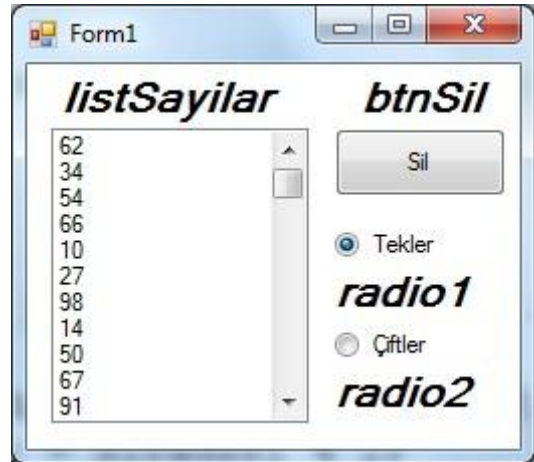 Form1
listSayilar
62
34
54
66
10
27
98
14
50
67
91
btnSil
Sil
Tekler
radio1
Çiftler
radio2